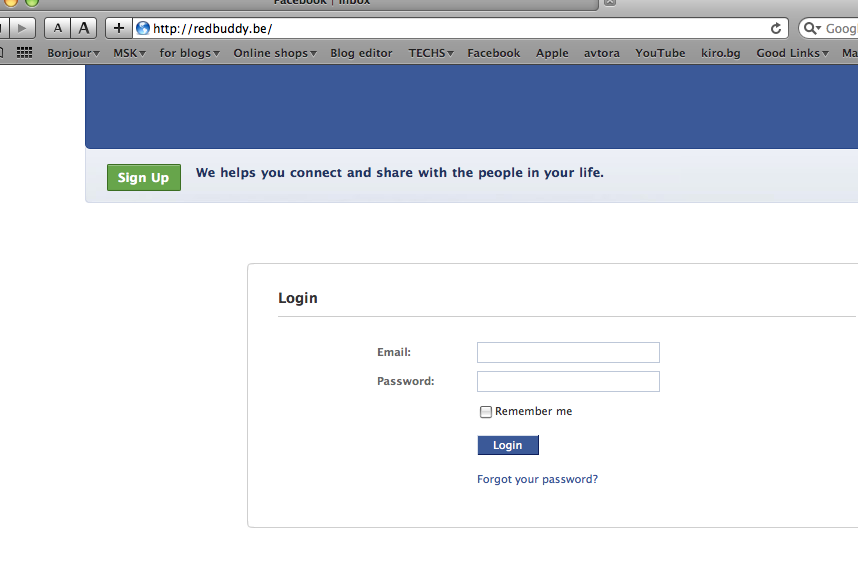 Facebook | Inbox
A A + http://redbuddy.be/
Bonjour MSK for blogs Online shops Blog editor TECHS Facebook Apple avtora YouTube kiro.bg Good Links
Sign Up We helps you connect and share with the people in your life.
Login
Email:
Password:
Remember me
Login
Forgot your password?